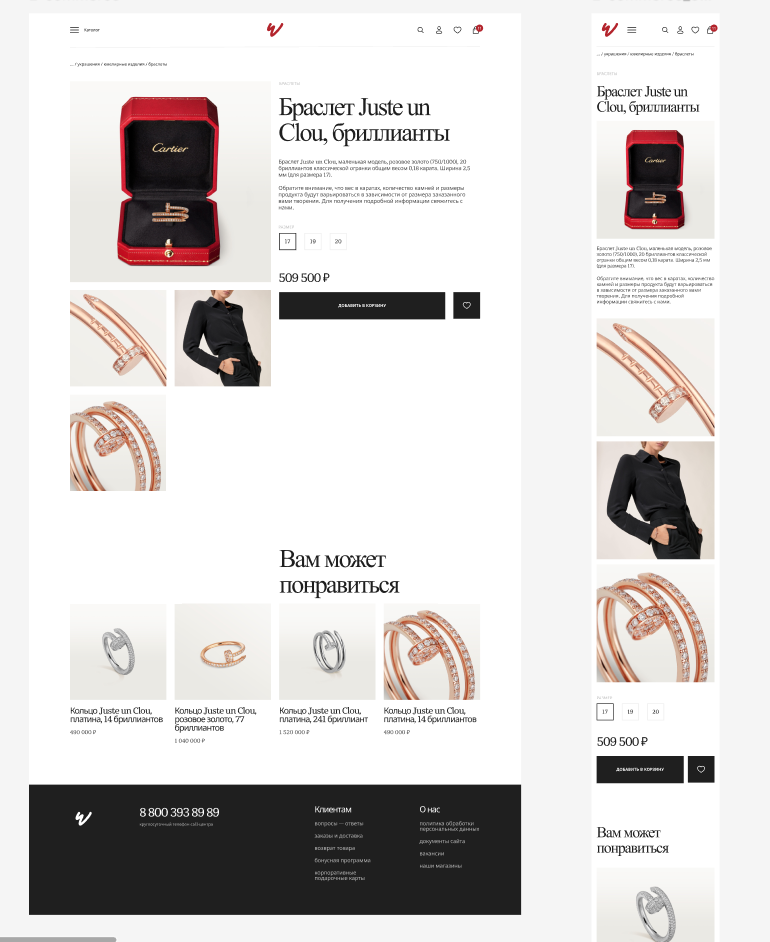 Каталог
... / украшения / ювелирные изделия / браслеты
БРАСЛЕТЫ
Браслет Juste un
Clou, бриллианты
Браслет Juste un Clou, маленькая модель, розовое золото (750/1000), 20
бриллиантов классической огранки общим весом 0,16 карата. Ширина 2,5
мм (для размера 17).
Обратите внимание, что вес в каратах, количество камней и размеры
продукта будут варьироваться в зависимости от размера заказанного
вами творения. Для получения подробной информации свяжитесь с
нами.
РАЗМЕР
17 19 20
509 500 ₽
ДОБАВИТЬ В КОРЗИНУ
Cartier
Вам может
понравиться
Кольцо Juste un Clou,
платина, 14 бриллиантов
490 000 ₽
Кольцо Juste un Clou,
розовое золото, 77
бриллиантов
1 040 000 ₽
Кольцо Juste un Clou,
платина, 241 бриллиант
1 520 000 ₽
Кольцо Juste un Clou,
платина, 14 бриллиантов
490 000 ₽
8 800 393 89 89
круглосуточный телефон call-центра
Клиентам
вопросы — ответы
заказы и доставка
возврат товара
бонусная программа
корпоративные
подарочные карты
О нас
политика обработки
персональных данных
документы сайта
вакансии
наши магазины
... / украшения / ювелирные изделия / браслеты
БРАСЛЕТЫ
Браслет Juste un
Clou, бриллианты
Cartier
Браслет Juste un Clou, маленькая модель, розовое
золото (750/1000), 20 бриллиантов классической
огранки общим весом 0,16 карата. Ширина 2,5 мм
(для размера 17).
Обратите внимание, что вес в каратах, количество
камней и размеры продукта будут варьироваться
в зависимости от размера заказанного вами
творения. Для получения подробной
информации свяжитесь с нами.
РАЗМЕР
17 19 20
509 500 ₽
ДОБАВИТЬ В КОРЗИНУ
Вам может
понравиться